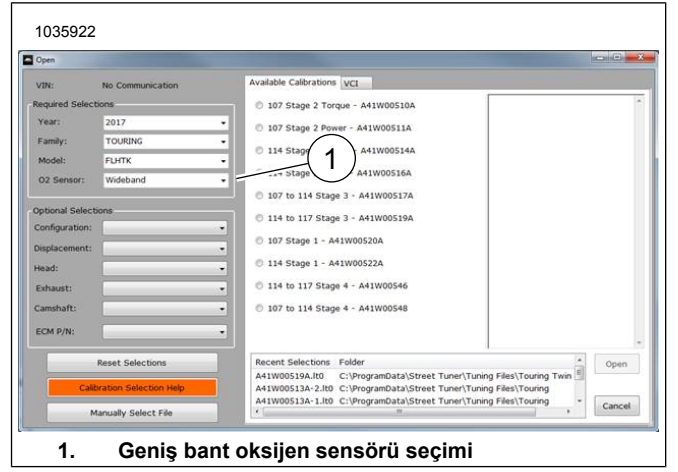 1035922
Open
VIN: No Communication
Required Selections
Year: 2017
Family: TOURING
Model: FLHTK
O2 Sensor: Wideband
Optional Selections
Configuration:
Displacement:
Head:
Exhaust:
Camshaft:
ECM P/N:
Reset Selections
Calibration Selection Help
Manually Select File
Available Calibrations VCI
107 Stage 2 Torque - A41W00510A
107 Stage 2 Power - A41W00511A
114 Stage A41W00514A
Stage A41W00516A
107 to 114 Stage 3 - A41W00517A
114 to 117 Stage 3 - A41W00519A
107 Stage 1 - A41W00520A
114 Stage 1 - A41W00522A
114 to 117 Stage 4 - A41W00546
107 to 114 Stage 4 - A41W00548
1
Recent Selections Folder
A41W00519A.lt0 C:\ProgramData\Street Tuner\Tuning Files\Touring Twin
A41W00513A-2.lt0 C:\ProgramData\Street Tuner\Tuning Files\Touring
A41W00513A-1.lt0 C:\ProgramData\Street Tuner\Tuning Files\Touring
Open
Cancel
1. Geniş bant oksijen sensörü seçimi